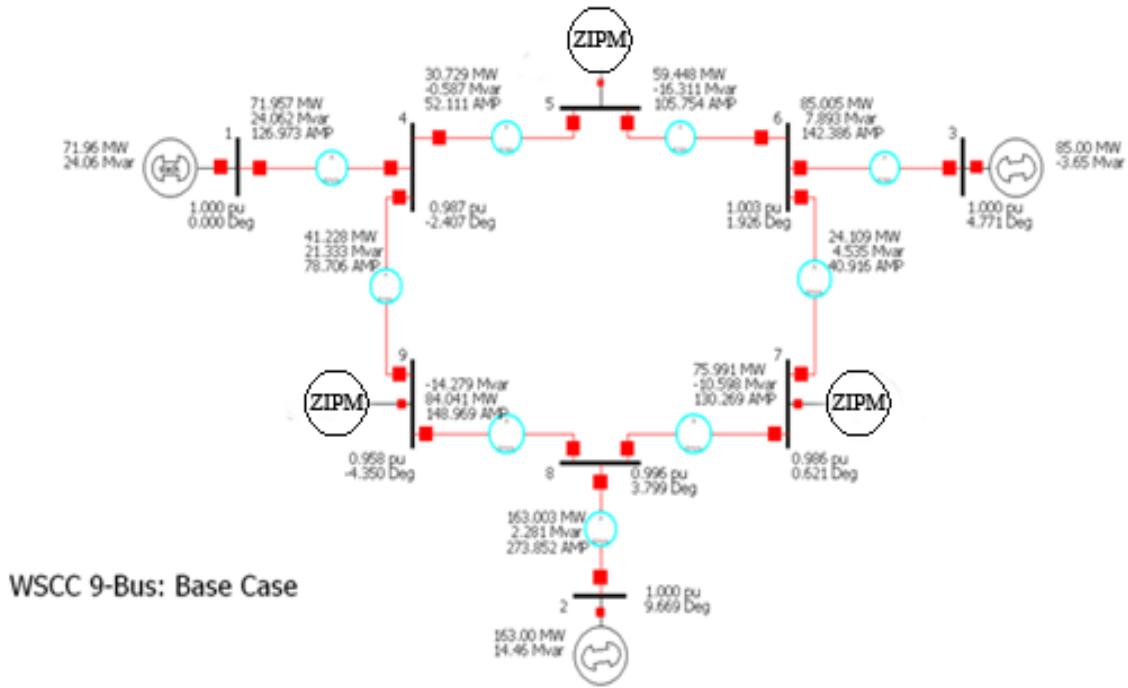 ZIPM
30.729 MW
-0.587 Mvar
52.111 AMP
59.448 MW
-16.311 Mvar
105.754 AMP
5
71.957 MW
24.062 Mvar
126.973 AMP
4
6
85.005 MW
7.893 Mvar
142.386 AMP
3
71.96 MW
24.06 Mvar
1
85.00 MW
-3.65 Mvar
1.000 pu
0.000 Deg
0.987 pu
-2.407 Deg
1.003 pu
1.926 Deg
1.000 pu
4.771 Deg
41.228 MW
21.333 Mvar
78.706 AMP
24.109 MW
4.535 Mvar
40.916 AMP
9
7
-14.279 Mvar
84.041 MW
148.969 AMP
75.991 MW
-10.598 Mvar
130.269 AMP
ZIPM
ZIPM
0.958 pu
-4.350 Deg
8
0.996 pu
3.799 Deg
0.986 pu
0.621 Deg
163.003 MW
2.281 Mvar
273.852 AMP
WSCC 9-Bus: Base Case
2
1.000 pu
9.669 Deg
163.00 MW
14.46 Mvar